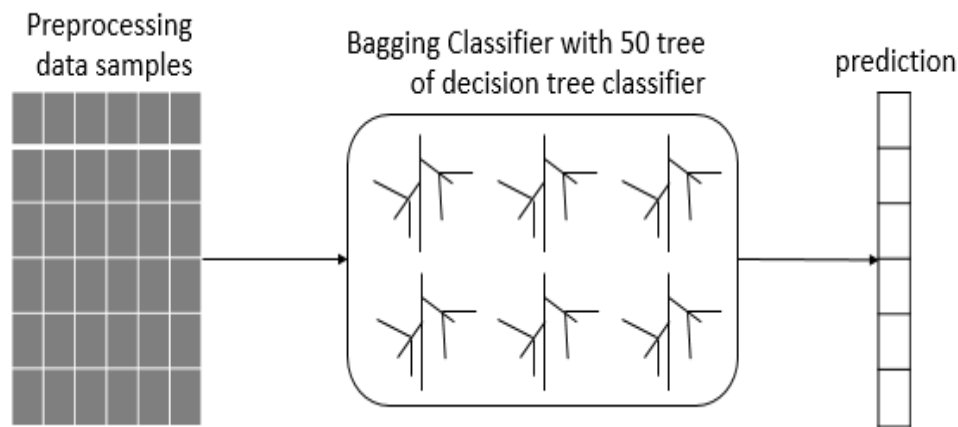 Preprocessing
data samples
Bagging Classifier with 50 tree
of decision tree classifier
prediction